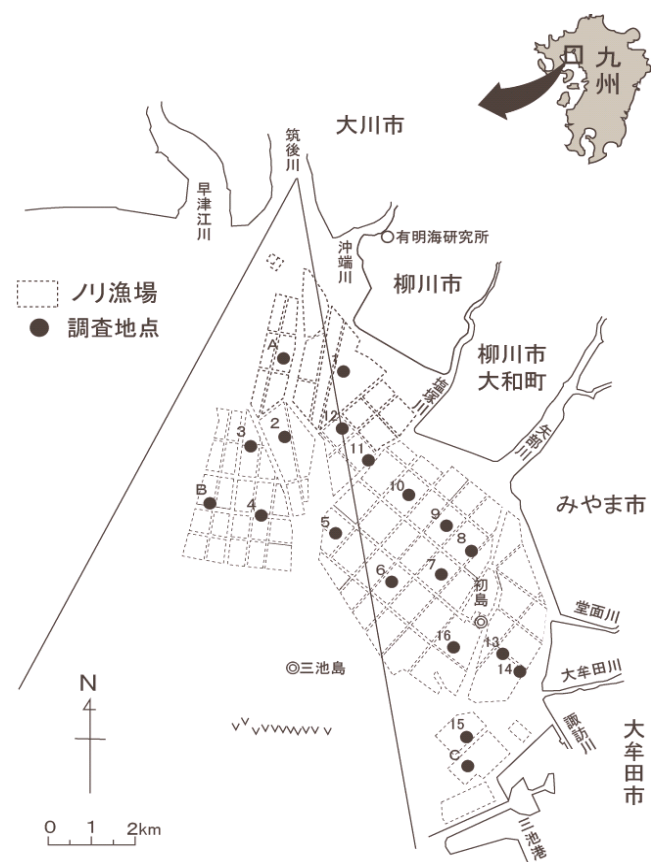 九州
大川市
筑後川
早津江川
有明海研究所
沖端川
柳川市
ノリ漁場
調査地点
柳川市
大和町
塩塚川
矢部川
みやま市
A
1
2
12
3
11
10
B
4
5
9
8
6
7
初島
堂面川
16
13
14
大牟田川
三池島
N
15
諏訪川
大牟田市
C
0 1 2km
三池港